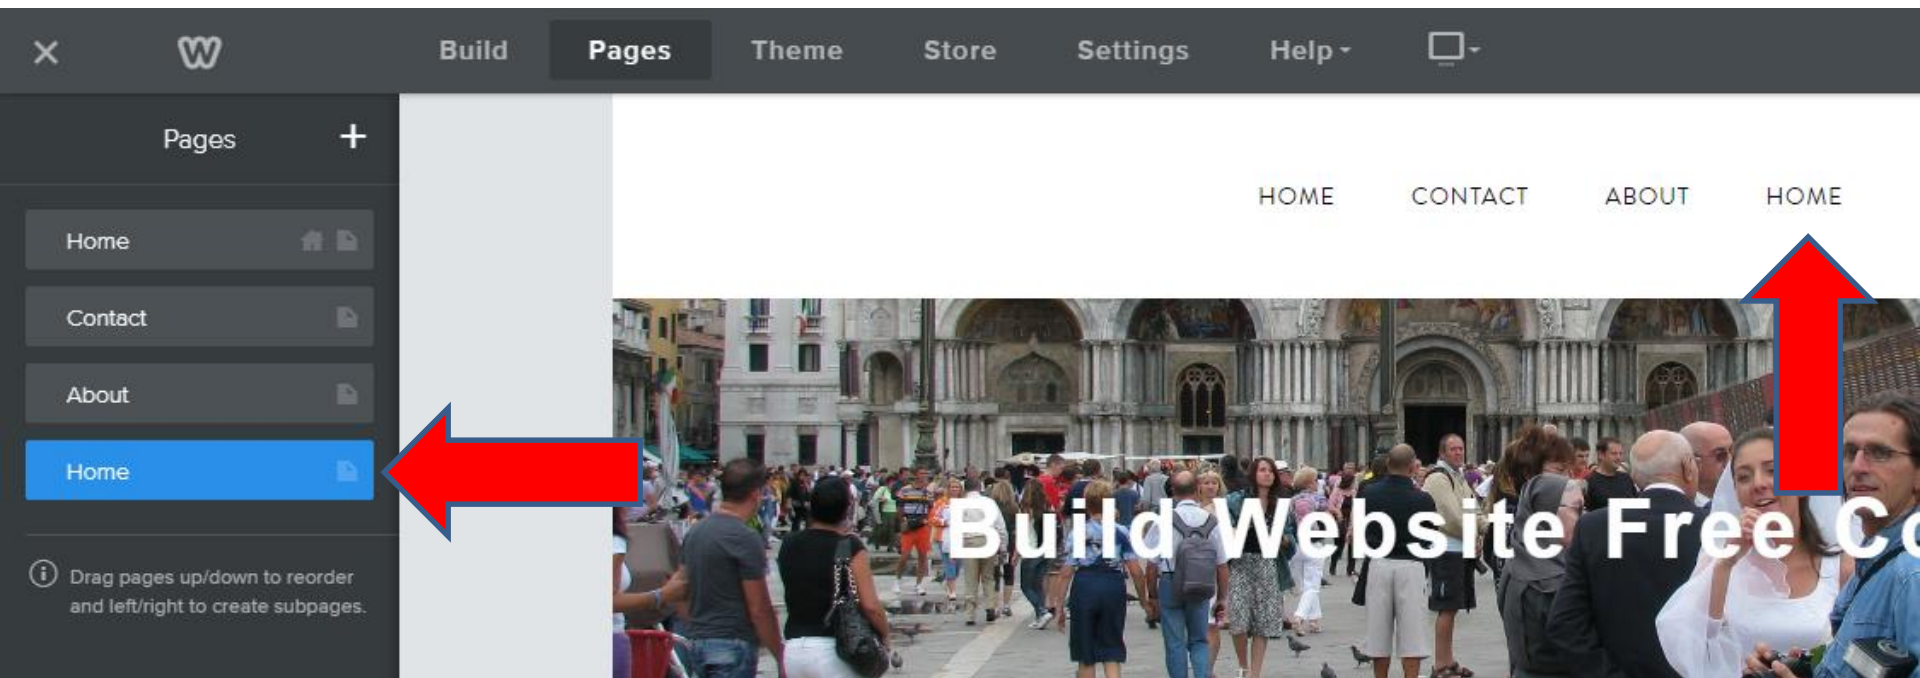 Build Pages Theme Store Settings Help
Pages
HOME CONTACT ABOUT HOME
Home
Contact
About
Home
Build Website Free Co
Drag pages up/down to reorder
and left/right to create subpages.